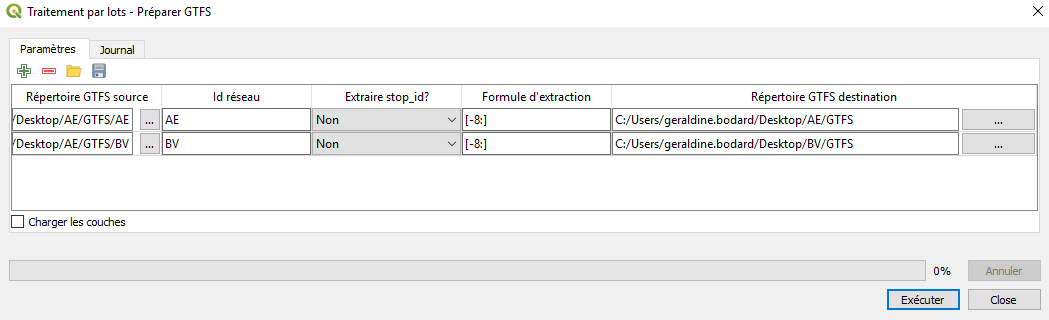 Traitement par lots - Préparer GTFS
Paramètres Journal
Répertoire GTFS source Id réseau Extraire stop_id? Formule d'extraction Répertoire GTFS destination
/Desktop/AE/GTFS/AE ... AE Non [-8:] C:/Users/geraldine.bodard/Desktop/AE/GTFS ...
/Desktop/AE/GTFS/BV ... BV Non [-8:] C:/Users/geraldine.bodard/Desktop/BV/GTFS ...
Charger les couches
0% Annuler
Exécuter Close